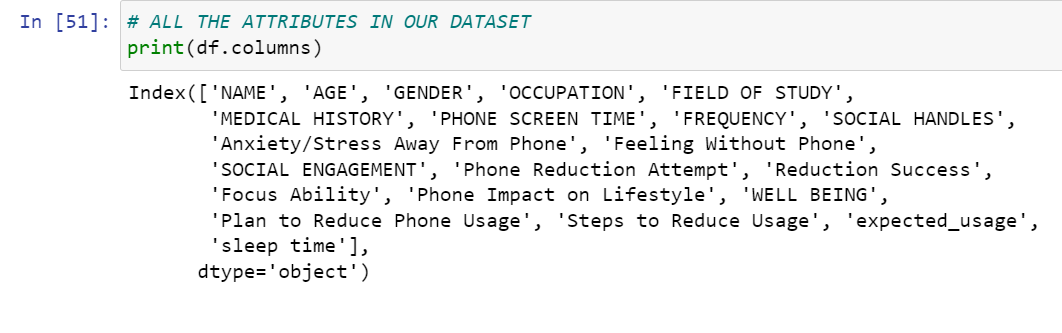 In [51]: # ALL THE ATTRIBUTES IN OUR DATASET
print(df.columns)
Index(['NAME', 'AGE', 'GENDER', 'OCCUPATION', 'FIELD OF STUDY',
'MEDICAL HISTORY', 'PHONE SCREEN TIME', 'FREQUENCY', 'SOCIAL HANDLES',
'Anxiety/Stress Away From Phone', 'Feeling Without Phone',
'SOCIAL ENGAGEMENT', 'Phone Reduction Attempt', 'Reduction Success',
'Focus Ability', 'Phone Impact on Lifestyle', 'WELL BEING',
'Plan to Reduce Phone Usage', 'Steps to Reduce Usage', 'expected_usage',
'sleep time'],
dtype='object')